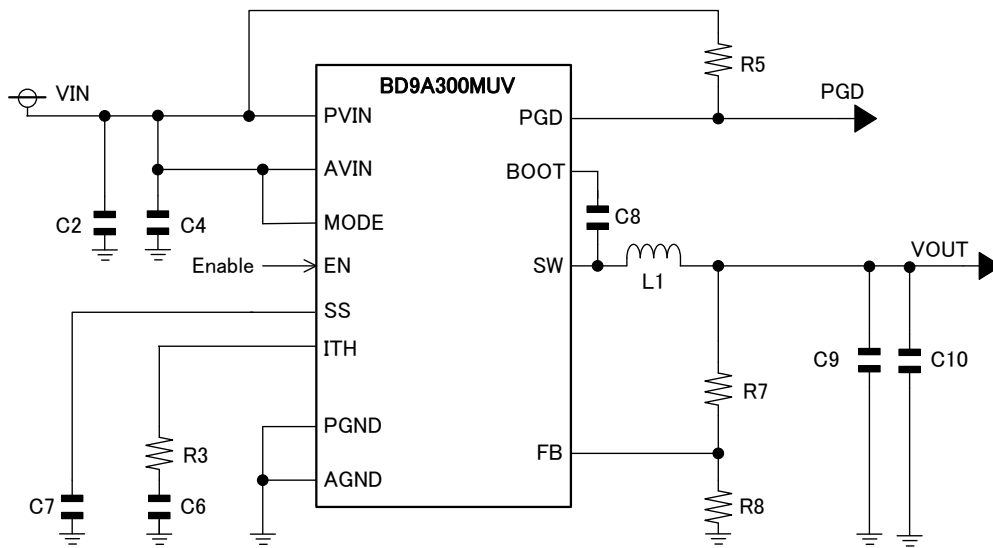 BD9A300MUV
R5
VIN
PGD
PVIN
PGD
AVIN
BOOT
C2
C4
MODE
C8
VOUT
Enable
EN
SW
L1
SS
ITH
C9
C10
R7
PGND
R3
FB
AGND
C7
C6
R8